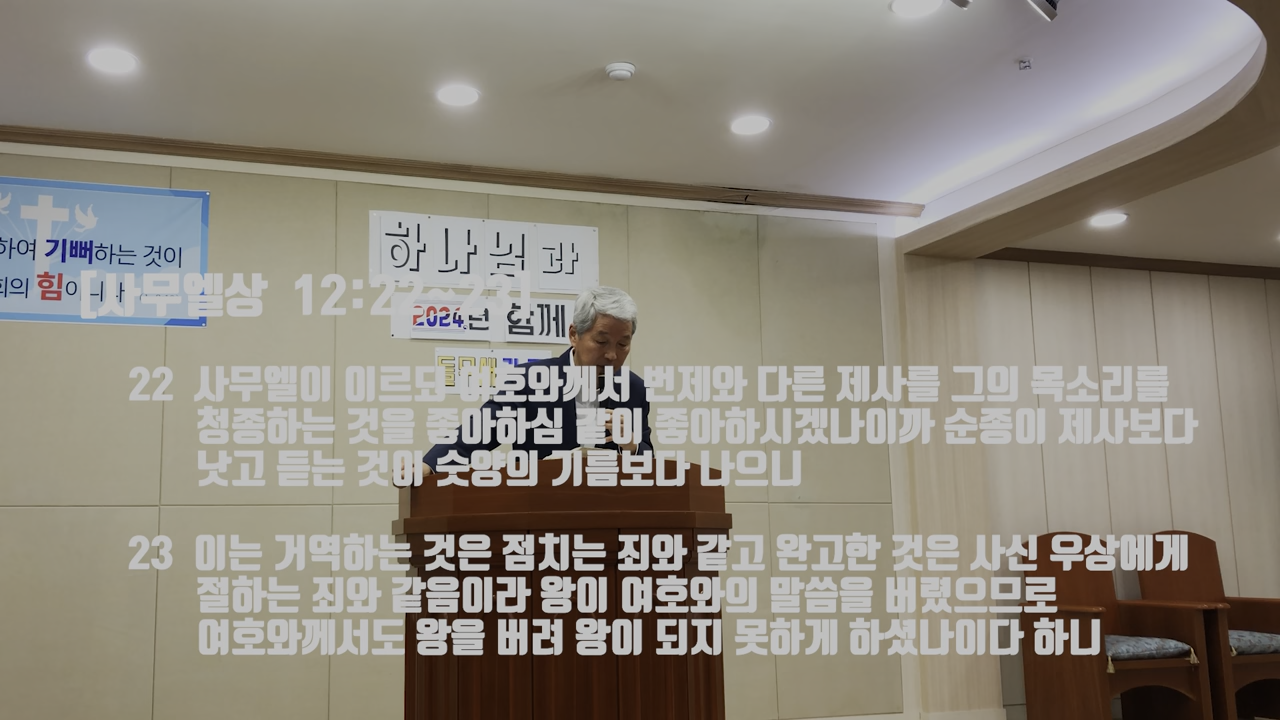 하여 기뻐하는 것이
회의 힘이니라
하나님과
2024년 함께
[사무엘상 12:22~23]
22 사무엘이 이르되 여호와께서 번제와 다른 제사를 그의 목소리를
청종하는 것을 좋아하심 같이 좋아하시겠나이까 순종이 제사보다
낫고 듣는 것이 숫양의 기름보다 나으니
23 이는 거역하는 것은 점치는 죄와 같고 완고한 것은 사신 우상에게
절하는 죄와 같음이라 왕이 여호와의 말씀을 버렸으므로
여호와께서도 왕을 버려 왕이 되지 못하게 하셨나이다 하니